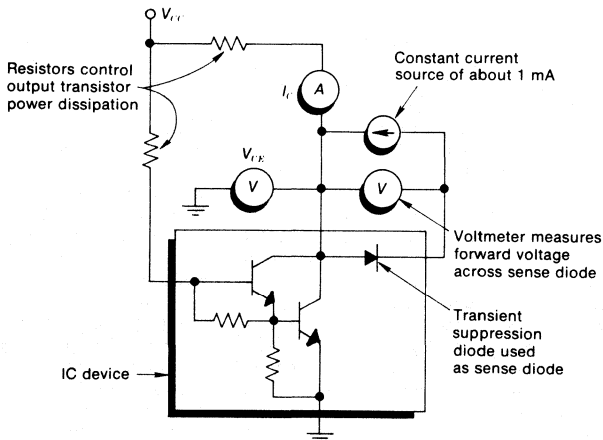 V_CC
Resistors control
output transistor
power dissipation
I_C
A
Constant current
source of about 1 mA
V_CE
V
V
Voltmeter measures
forward voltage
across sense diode
Transient
suppression
diode used
as sense diode
IC device